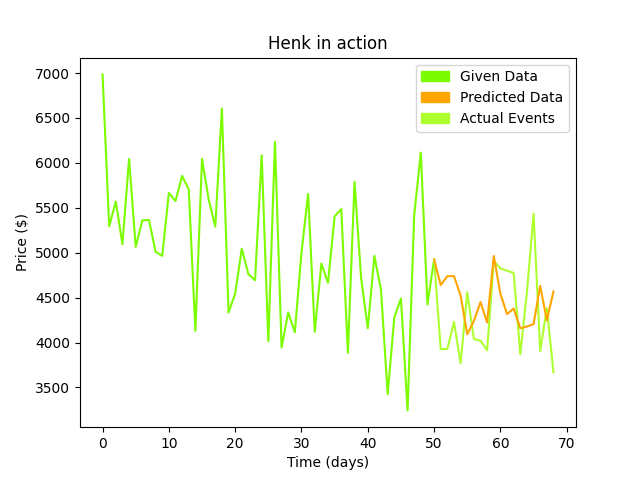 Henk in action
Given Data
Predicted Data
Actual Events
Price ($)
7000
6500
6000
5500
5000
4500
4000
3500
0 10 20 30 40 50 60 70
Time (days)